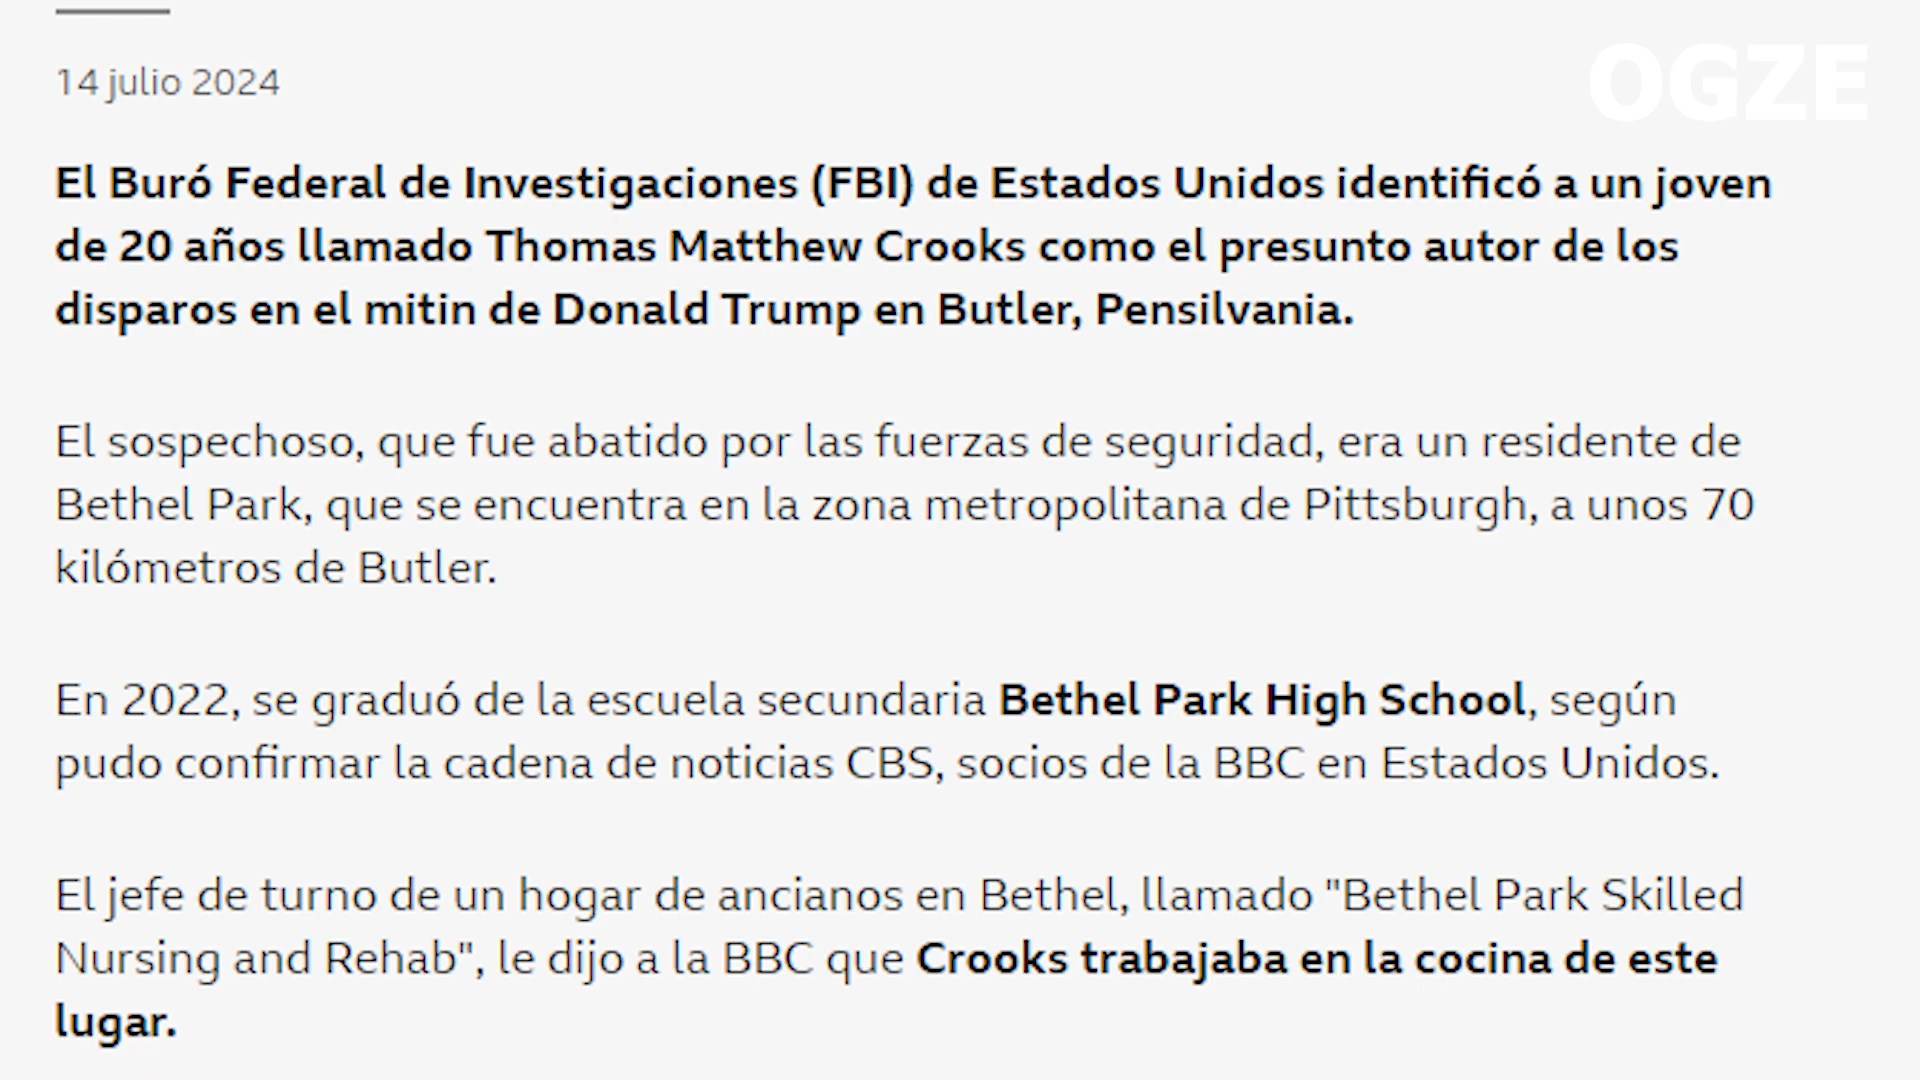 14 julio 2024
OGZE
El Buró Federal de Investigaciones (FBI) de Estados Unidos identificó a un joven
de 20 años llamado Thomas Matthew Crooks como el presunto autor de los
disparos en el mitin de Donald Trump en Butler, Pensilvania.
El sospechoso, que fue abatido por las fuerzas de seguridad, era un residente de
Bethel Park, que se encuentra en la zona metropolitana de Pittsburgh, a unos 70
kilómetros de Butler.
En 2022, se graduó de la escuela secundaria Bethel Park High School, según
pudo confirmar la cadena de noticias CBS, socios de la BBC en Estados Unidos.
El jefe de turno de un hogar de ancianos en Bethel, llamado "Bethel Park Skilled
Nursing and Rehab", le dijo a la BBC que Crooks trabajaba en la cocina de este
lugar.